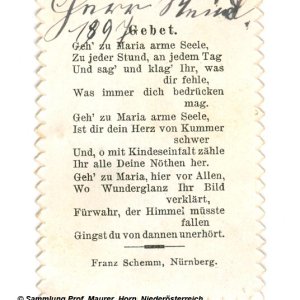 Herr
1897
Gebet.
Geh' zu Maria arme Seele,
Zu jeder Stund, an jedem Tag
Und sag' und klag' Ihr, was
dir fehle,
Was immer dich bedrücken
mag.
Geh' zu Maria arme Seele,
Ist dir dein Herz von Kummer
schwer
Und, o mit Kindeseinfalt zähle
Ihr alle Deine Nöthen her.
Geh' zu Maria, hier vor Allen,
Wo Wunderglanz Ihr Bild
verklärt,
Fürwahr, der Himmel müsste
fallen
Gingst du von dannen unerhört.
Franz Schemm, Nürnberg.
© Sammlung Prof. Maurer, Horn, Niederösterreich